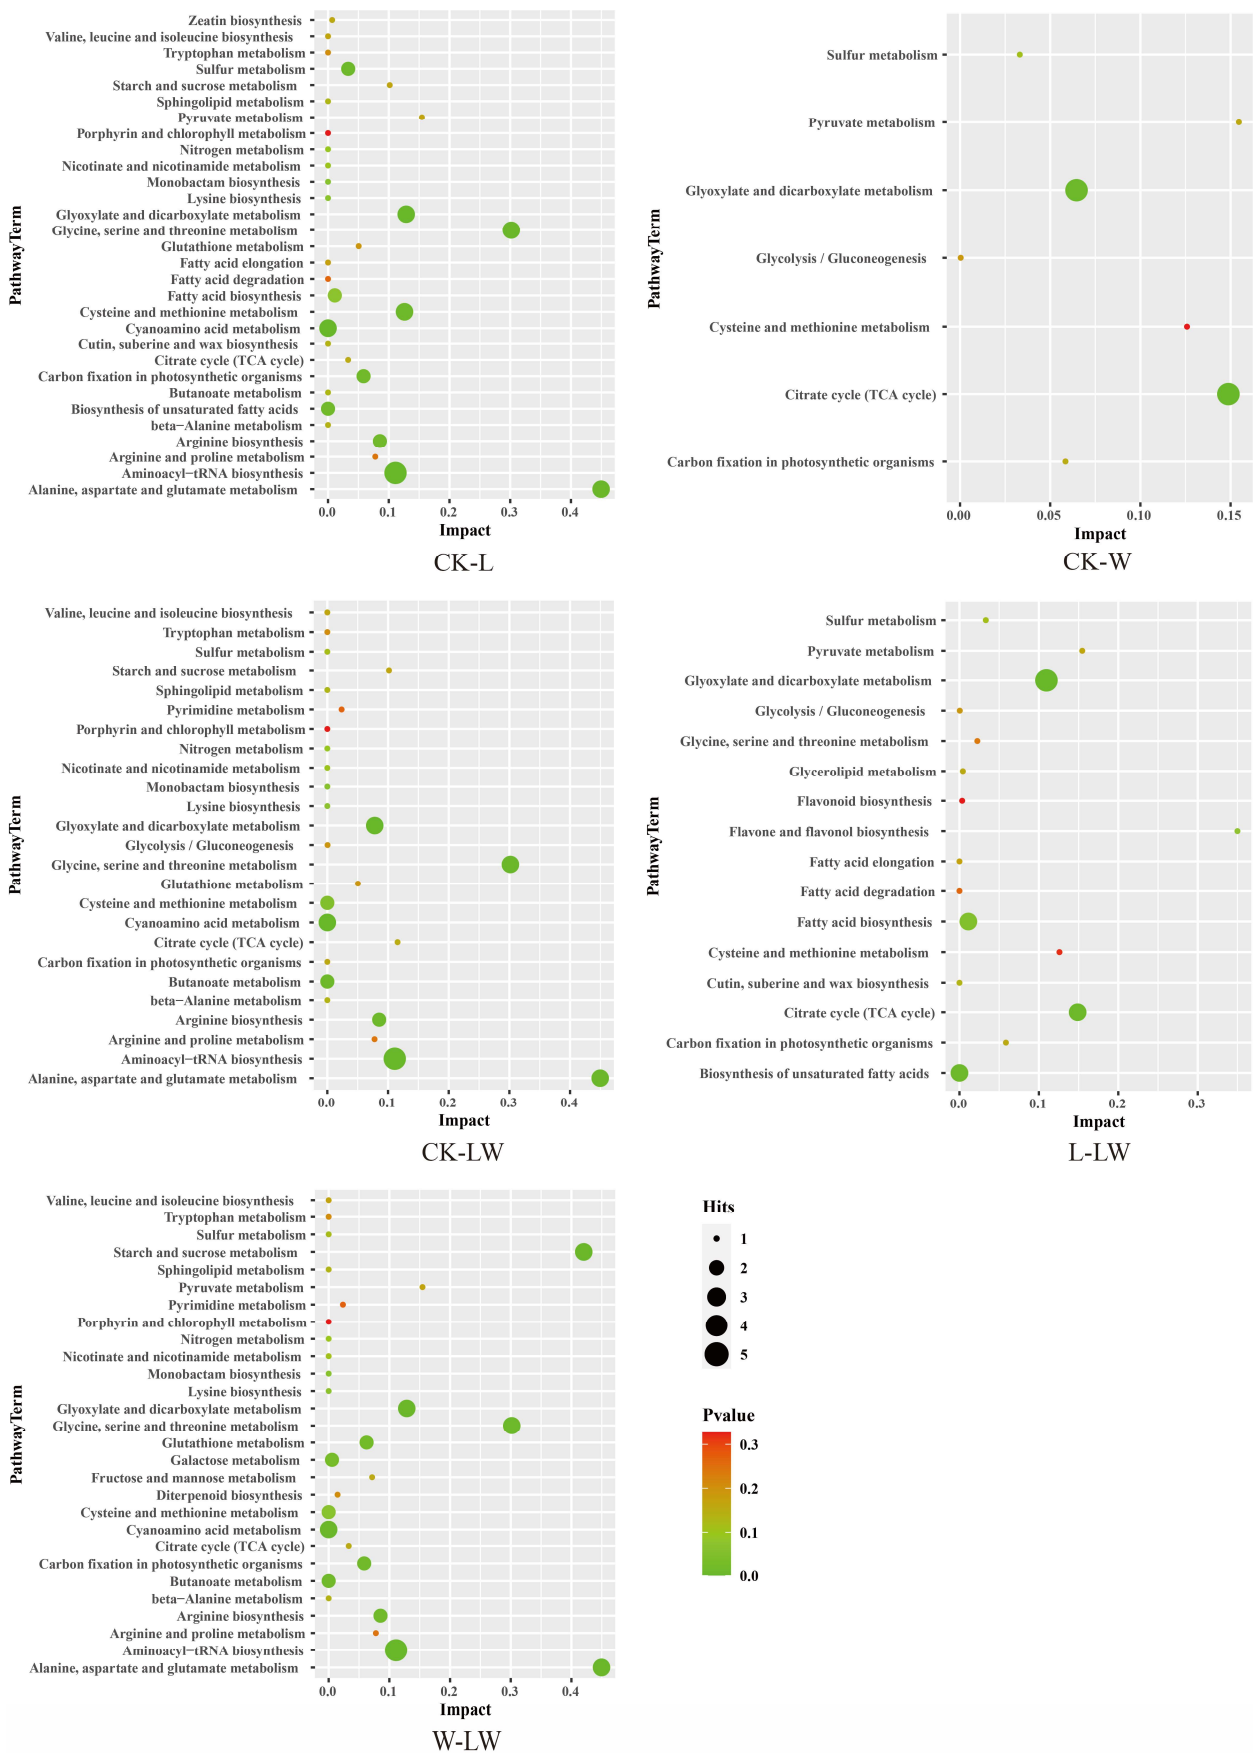 Zeatin biosynthesis
Valine, leucine and isoleucine biosynthesis
Tryptophan metabolism
Sulfur metabolism
Starch and sucrose metabolism
Sphingolipid metabolism
Pyruvate metabolism
Porphyrin and chlorophyll metabolism
Nitrogen metabolism
Nicotinate and nicotinamide metabolism
Monobactam biosynthesis
Lysine biosynthesis
Glyoxylate and dicarboxylate metabolism
Glycine, serine and threonine metabolism
Glutathione metabolism
Fatty acid elongation
Fatty acid degradation
Fatty acid biosynthesis
Cysteine and methionine metabolism
Cyanoamino acid metabolism
Cutin, suberine and wax biosynthesis
Citrate cycle (TCA cycle)
Carbon fixation in photosynthetic organisms
Butanoate metabolism
Biosynthesis of unsaturated fatty acids
beta−Alanine metabolism
Arginine biosynthesis
Arginine and proline metabolism
Aminoacyl−tRNA biosynthesis
Alanine, aspartate and glutamate metabolism
PathwayTerm
0.0 0.1 0.2 0.3 0.4
Impact
CK-L
Sulfur metabolism
Pyruvate metabolism
Glyoxylate and dicarboxylate metabolism
Glycolysis / Gluconeogenesis
Cysteine and methionine metabolism
Citrate cycle (TCA cycle)
Carbon fixation in photosynthetic organisms
PathwayTerm
0.00 0.05 0.10 0.15
Impact
CK-W
Valine, leucine and isoleucine biosynthesis
Tryptophan metabolism
Sulfur metabolism
Starch and sucrose metabolism
Sphingolipid metabolism
Pyrimidine metabolism
Porphyrin and chlorophyll metabolism
Nitrogen metabolism
Nicotinate and nicotinamide metabolism
Monobactam biosynthesis
Lysine biosynthesis
Glyoxylate and dicarboxylate metabolism
Glycolysis / Gluconeogenesis
Glycine, serine and threonine metabolism
Glutathione metabolism
Cysteine and methionine metabolism
Cyanoamino acid metabolism
Citrate cycle (TCA cycle)
Carbon fixation in photosynthetic organisms
Butanoate metabolism
beta−Alanine metabolism
Arginine biosynthesis
Arginine and proline metabolism
Aminoacyl−tRNA biosynthesis
Alanine, aspartate and glutamate metabolism
PathwayTerm
0.0 0.1 0.2 0.3 0.4
Impact
CK-LW
Sulfur metabolism
Pyruvate metabolism
Glyoxylate and dicarboxylate metabolism
Glycolysis / Gluconeogenesis
Glycine, serine and threonine metabolism
Glycerolipid metabolism
Flavonoid biosynthesis
Flavone and flavonol biosynthesis
Fatty acid elongation
Fatty acid degradation
Fatty acid biosynthesis
Cysteine and methionine metabolism
Cutin, suberine and wax biosynthesis
Citrate cycle (TCA cycle)
Carbon fixation in photosynthetic organisms
Biosynthesis of unsaturated fatty acids
PathwayTerm
0.0 0.1 0.2 0.3
Impact
L-LW
Valine, leucine and isoleucine biosynthesis
Tryptophan metabolism
Sulfur metabolism
Starch and sucrose metabolism
Sphingolipid metabolism
Pyruvate metabolism
Pyrimidine metabolism
Porphyrin and chlorophyll metabolism
Nitrogen metabolism
Nicotinate and nicotinamide metabolism
Monobactam biosynthesis
Lysine biosynthesis
Glyoxylate and dicarboxylate metabolism
Glycine, serine and threonine metabolism
Glutathione metabolism
Galactose metabolism
Fructose and mannose metabolism
Diterpenoid biosynthesis
Cysteine and methionine metabolism
Cyanoamino acid metabolism
Citrate cycle (TCA cycle)
Carbon fixation in photosynthetic organisms
Butanoate metabolism
beta−Alanine metabolism
Arginine biosynthesis
Arginine and proline metabolism
Aminoacyl−tRNA biosynthesis
Alanine, aspartate and glutamate metabolism
PathwayTerm
0.0 0.1 0.2 0.3 0.4
Impact
W-LW
Hits
1
2
3
4
5
Pvalue
0.3
0.2
0.1
0.0